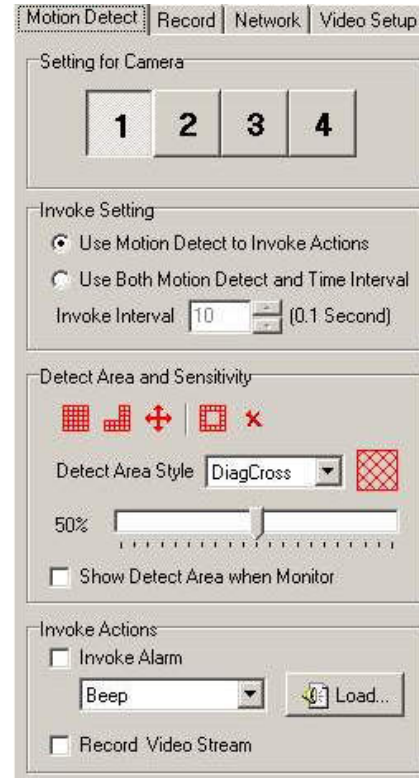 Motion Detect Record Network Video Setup
Setting for Camera
1 2 3 4
Invoke Setting
Use Motion Detect to Invoke Actions
Use Both Motion Detect and Time Interval
Invoke Interval 10 (0.1 Second)
Detect Area and Sensitivity
Detect Area Style DiagCross
50%
Show Detect Area when Monitor
Invoke Actions
Invoke Alarm
Beep Load...
Record Video Stream